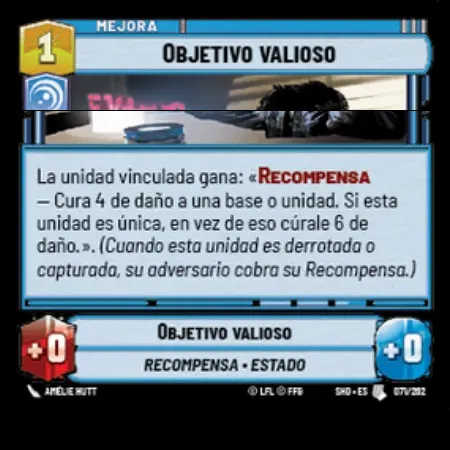 MEJORA
1
OBJETIVO VALIOSO
La unidad vinculada gana: «RECOMPENSA
— Cura 4 de daño a una base o unidad. Si esta
unidad es única, en vez de eso cúrale 6 de
daño.». (Cuando esta unidad es derrotada o
capturada, su adversario cobra su Recompensa.)
+0
OBJETIVO VALIOSO
+0
RECOMPENSA • ESTADO
AMÉLIE HUTT
© LFL © FFG
SHD • ES
071/262